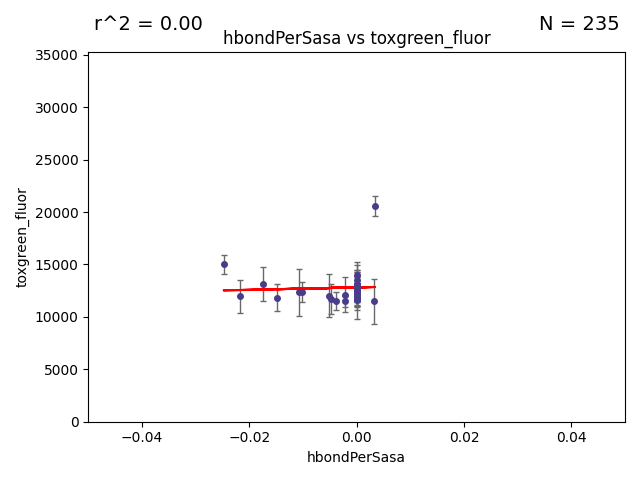 r^2 = 0.00
N = 235
hbondPerSasa vs toxgreen_fluor
35000
30000
25000
20000
15000
10000
5000
0
toxgreen_fluor
−0.04
−0.02
0.00
0.02
0.04
hbondPerSasa